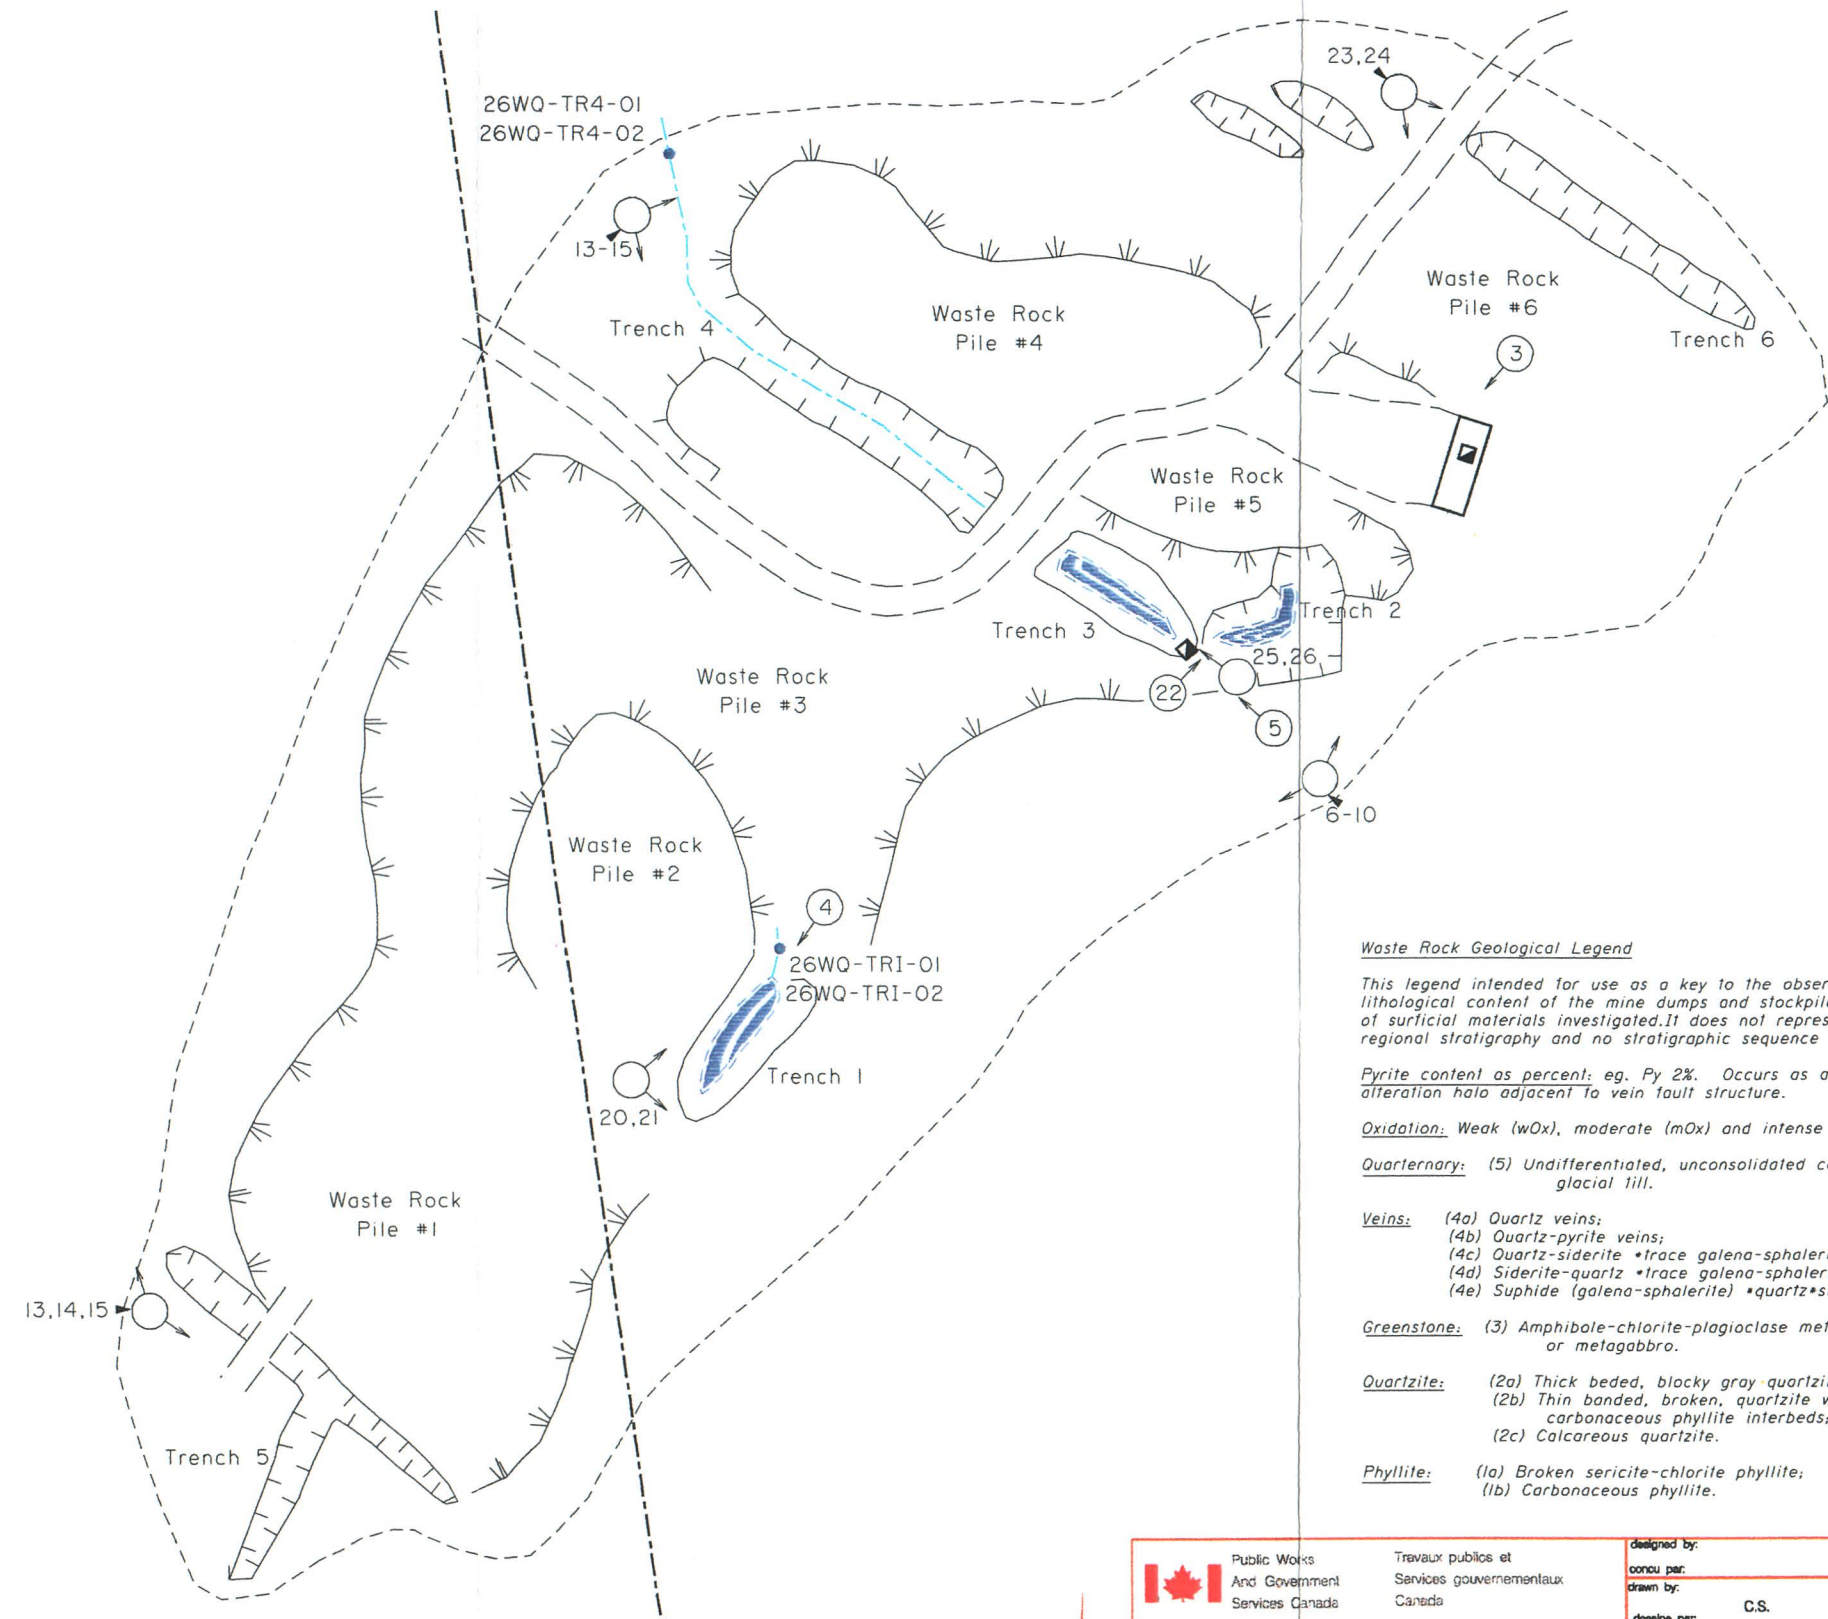 23,24
26WQ-TR4-01
26WQ-TR4-02
13-15
Trench 4
Waste Rock
Pile #4
Waste Rock
Pile #6
Trench 6
3
Waste Rock
Pile #5
Trench 3
Trench 2
25,26
22
5
Waste Rock
Pile #3
6-10
Waste Rock
Pile #2
4
26WQ-TR1-01
26WQ-TR1-02
Trench 1
20,21
Waste Rock
Pile #1
13,14,15
Trench 5
Waste Rock Geological Legend
This legend intended for use as a key to the obser
lithological content of the mine dumps and stockpil
of surficial materials investigated.It does not repres
regional stratigraphy and no stratigraphic sequence
Pyrite content as percent: eg. Py 2%. Occurs as a
alteration halo adjacent to vein fault structure.
Oxidation: Weak (wOx), moderate (mOx) and intense
Quarternary: (5) Undifferentiated, unconsolidated c
glacial till.
Veins: (4a) Quartz veins;
(4b) Quartz-pyrite veins;
(4c) Quartz-siderite •trace galena-sphaleri
(4d) Siderite-quartz •trace galena-sphaler
(4e) Suphide (galena-sphalerite) •quartz•s
Greenstone: (3) Amphibole-chlorite-plagioclase met
or metagabbro.
Quartzite: (2a) Thick beded, blocky gray quartzi
(2b) Thin banded, broken, quartzite w
carbonaceous phyllite interbeds;
(2c) Calcareous quartzite.
Phyllite: (1a) Broken sericite-chlorite phyllite;
(1b) Carbonaceous phyllite.
Public Works
And Government
Services Canada
Travaux publics et
Services gouvernementaux
Canada
designed by:
concu par:
drawn by:
C.S.